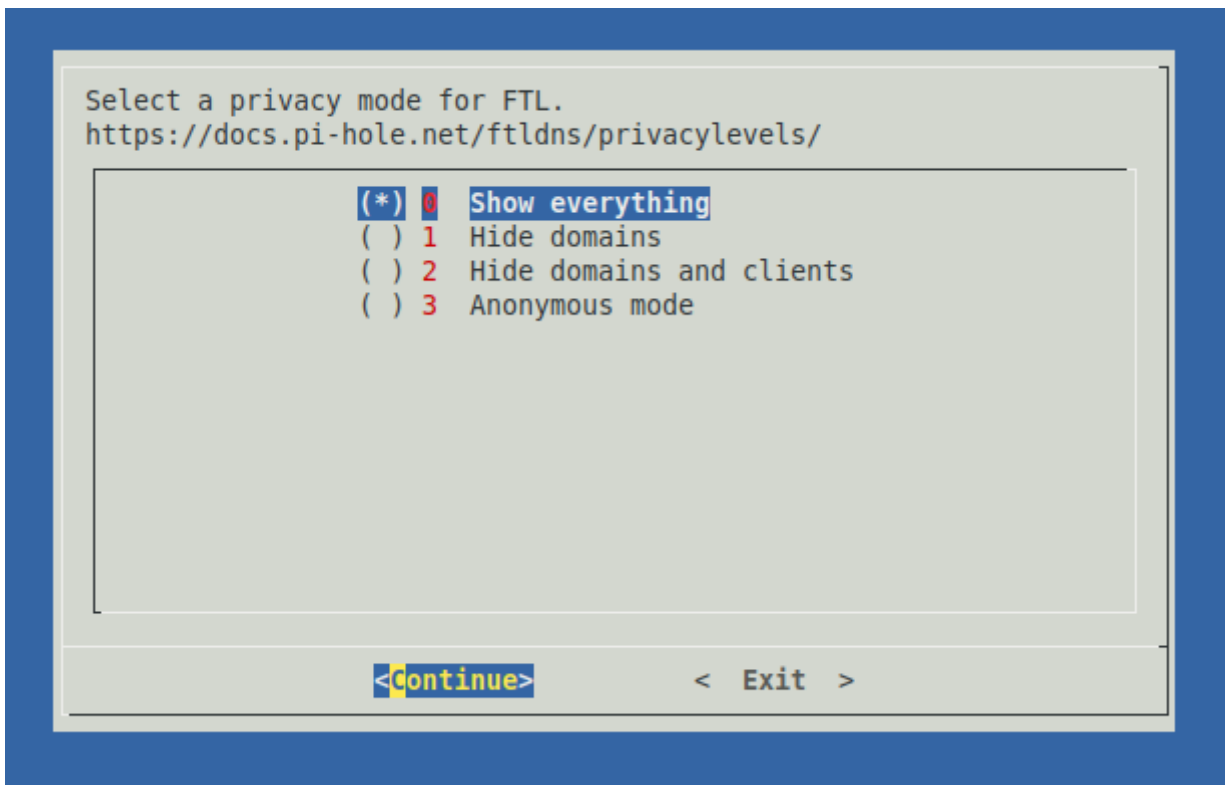 Select a privacy mode for FTL.
https://docs.pi-hole.net/ftldns/privacylevels/
(*) 0 Show everything
( ) 1 Hide domains
( ) 2 Hide domains and clients
( ) 3 Anonymous mode
<Continue> < Exit >